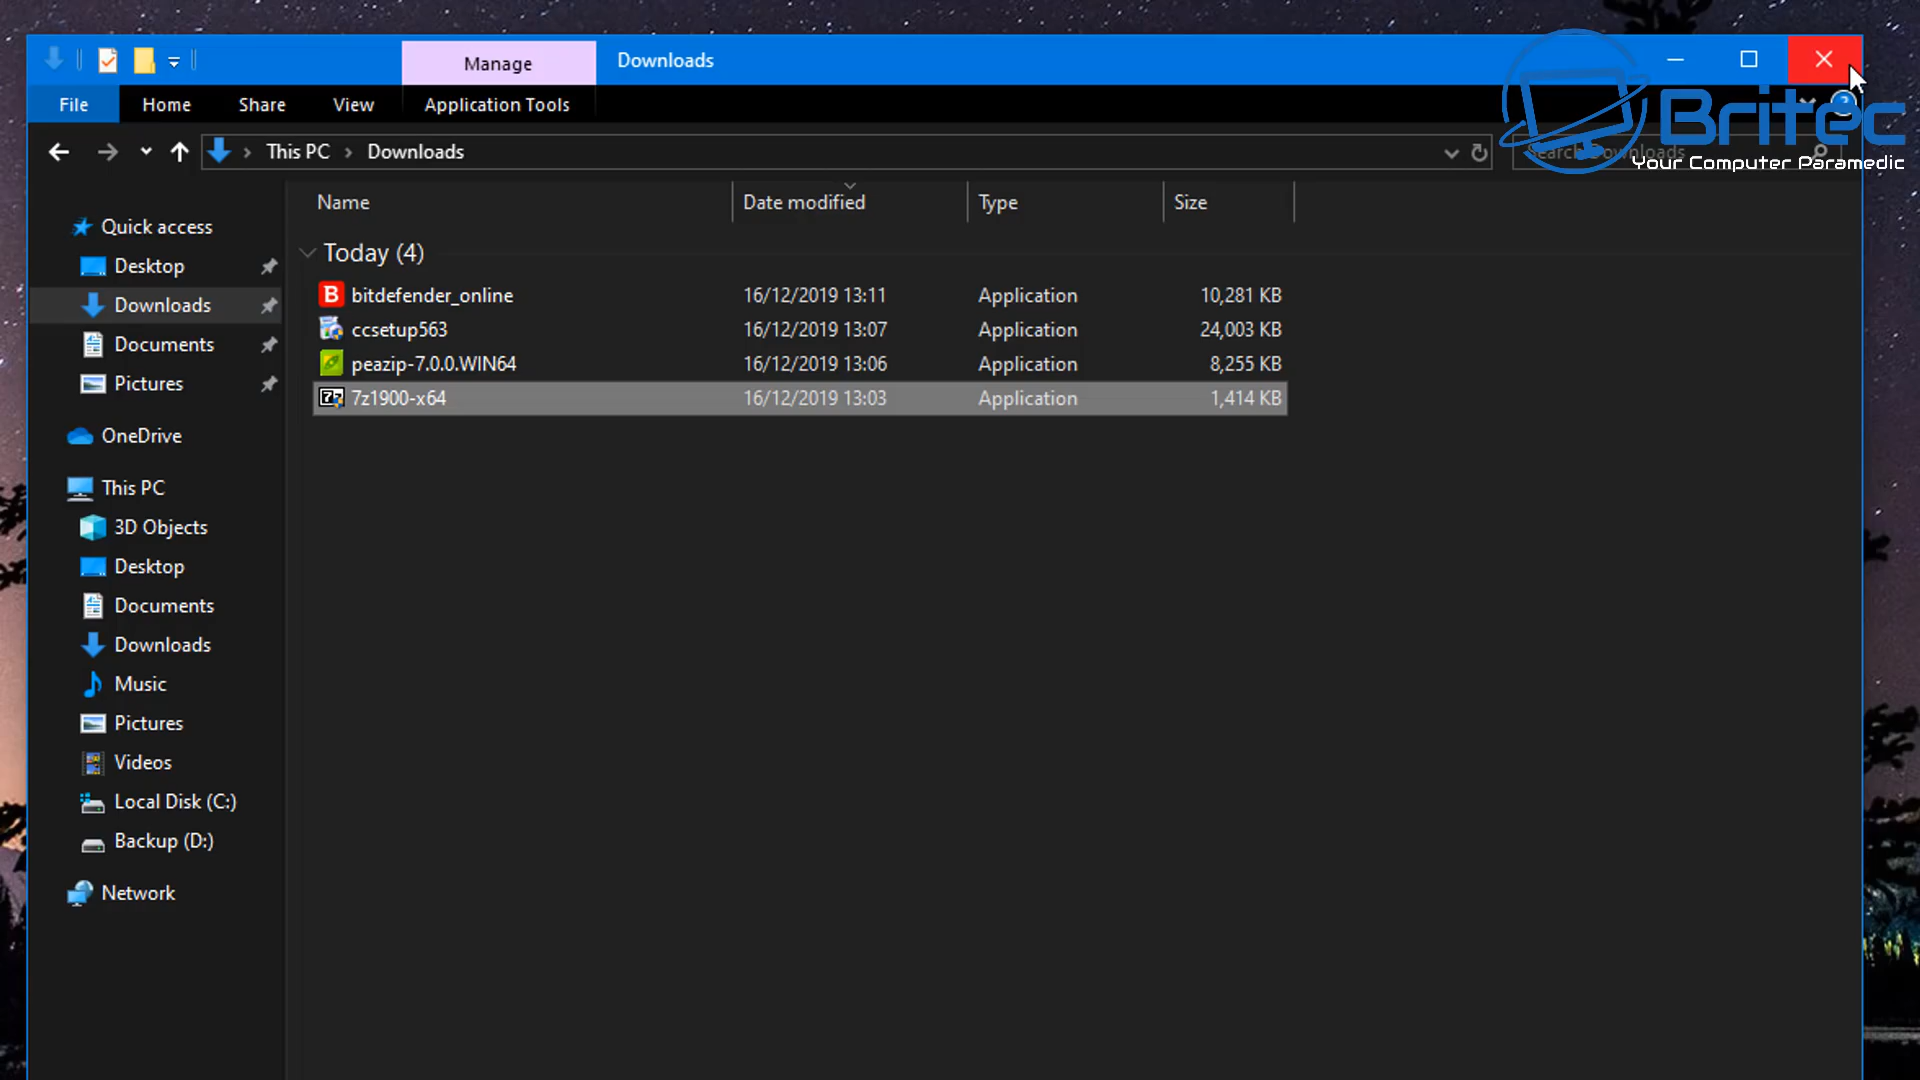 Manage
Downloads
File
Home
Share
View
Application Tools
Britec
Your Computer Paramedic
This PC
Downloads
Search Downloads
Name
Date modified
Type
Size
Quick access
Desktop
Downloads
Documents
Pictures
OneDrive
This PC
3D Objects
Desktop
Documents
Downloads
Music
Pictures
Videos
Local Disk (C:)
Backup (D:)
Network
Today (4)
bitdefender_online 16/12/2019 13:11 Application 10,281 KB
ccsetup563 16/12/2019 13:07 Application 24,003 KB
peazip-7.0.0.WIN64 16/12/2019 13:06 Application 8,255 KB
7z1900-x64 16/12/2019 13:03 Application 1,414 KB